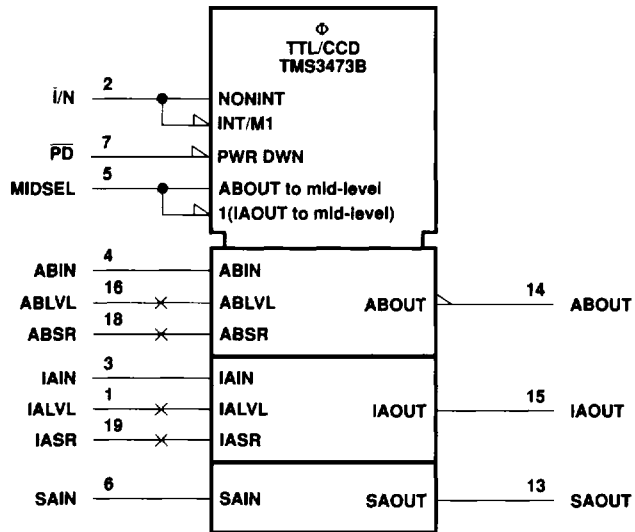 Φ
TTL/CCD
TMS3473B
I/N 2 NONINT
INT/M1
PD 7 PWR DWN
MIDSEL 5 ABOUT to mid-level
1(IAOUT to mid-level)
ABIN 4 ABIN
ABLVL 16 ABLVL ABOUT 14 ABOUT
ABSR 18 ABSR
IAIN 3 IAIN
IALVL 1 IALVL IAOUT 15 IAOUT
IASR 19 IASR
SAIN 6 SAIN SAOUT 13 SAOUT